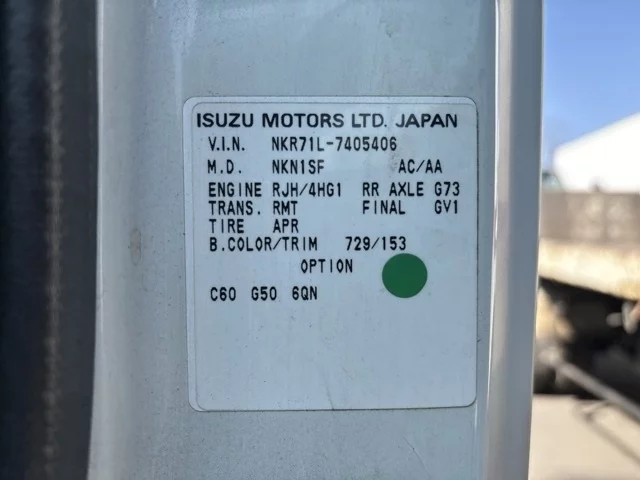 ISUZU MOTORS LTD. JAPAN
V.I.N. NKR71L-7405406
M.D. NKN1SF AC/AA
ENGINE RJH/4HG1 RR AXLE G73
TRANS. RMT FINAL GV1
TIRE APR
B.COLOR/TRIM 729/153
OPTION
C60 G50 6QN